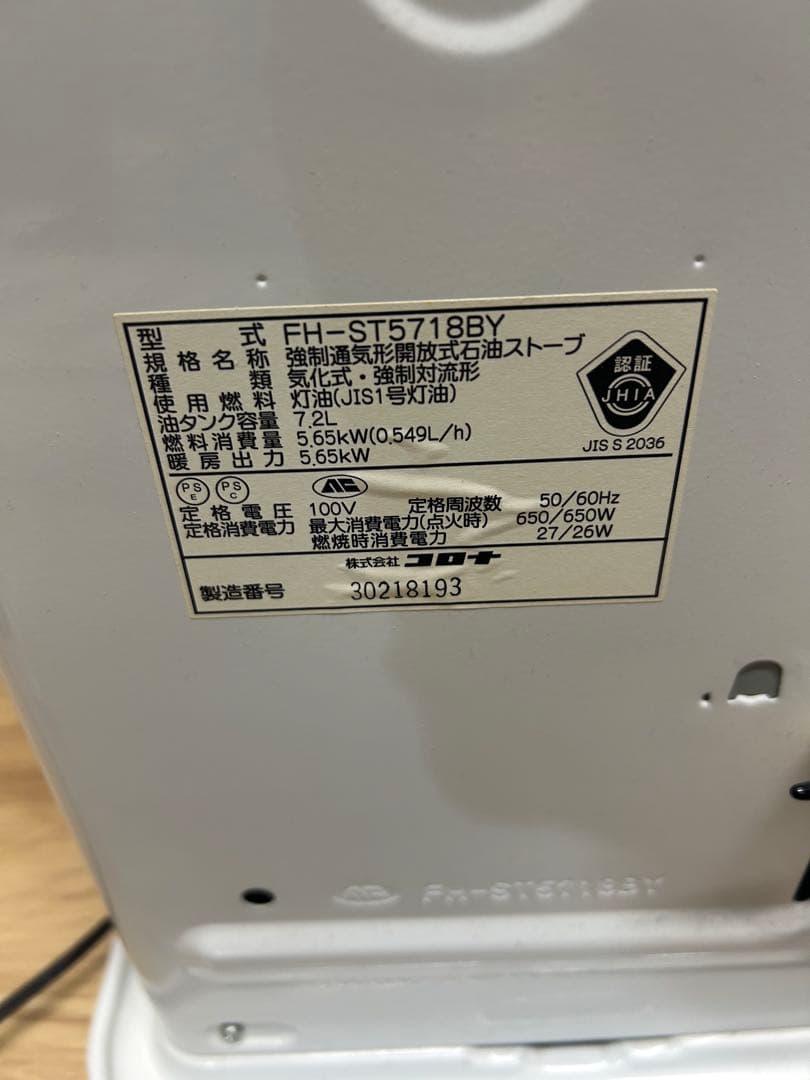 型式 FH-ST5718BY
規格名称 強制通気形開放式石油ストーブ
種類 気化式・強制対流形
使用燃料 灯油(JIS1号灯油)
油タンク容量 7.2L
燃料消費量 5.65kW(0.549L/h)
暖房出力 5.65kW
認証
JHIA
JIS S 2036
PS E PS C
定格電圧 100V 定格周波数 50/60Hz
定格消費電力 最大消費電力(点火時) 650/650W
燃焼時消費電力 27/26W
株式会社 コロナ
製造番号 30218193
FH-ST5718BY